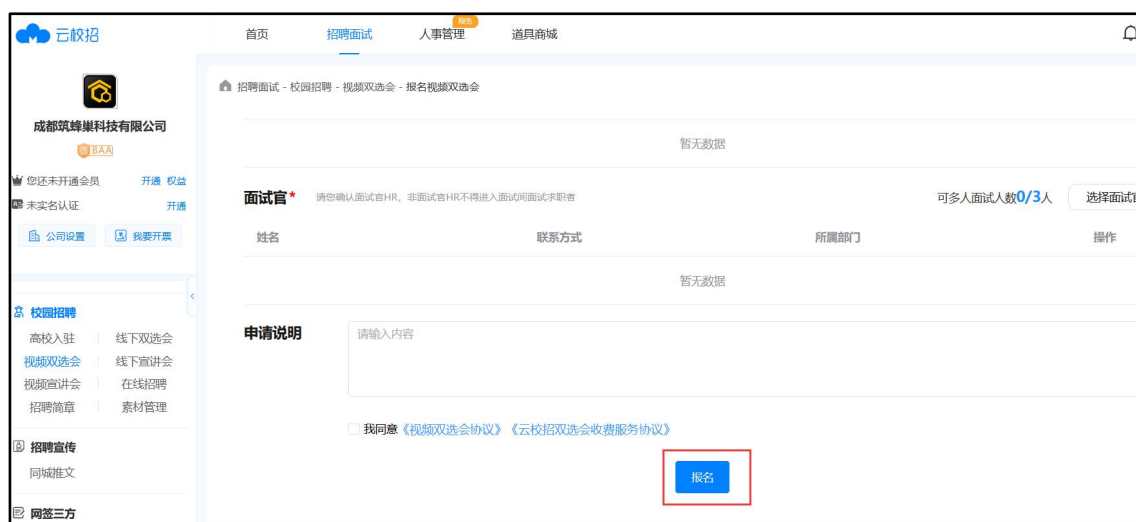 限免
云校招 首页 招聘面试 人事管理 道具商城
招聘面试 - 校园招聘 - 视频双选会 - 报名视频双选会
成都筑蜂巢科技有限公司
BAA
您还未开通会员 开通 权益
未实名认证 开通
公司设置 我要开票
校园招聘
高校入驻 线下双选会
视频双选会 线下宣讲会
视频宣讲会 在线招聘
招聘简章 素材管理
招聘宣传
同城推文
网签三方
暂无数据
面试官* 请您确认面试官HR，非面试官HR不得进入面试间面试求职者 可多人面试人数0/3人 选择面试官
姓名 联系方式 所属部门 操作
暂无数据
申请说明 请输入内容
我同意《视频双选会协议》《云校招双选会收费服务协议》
报名